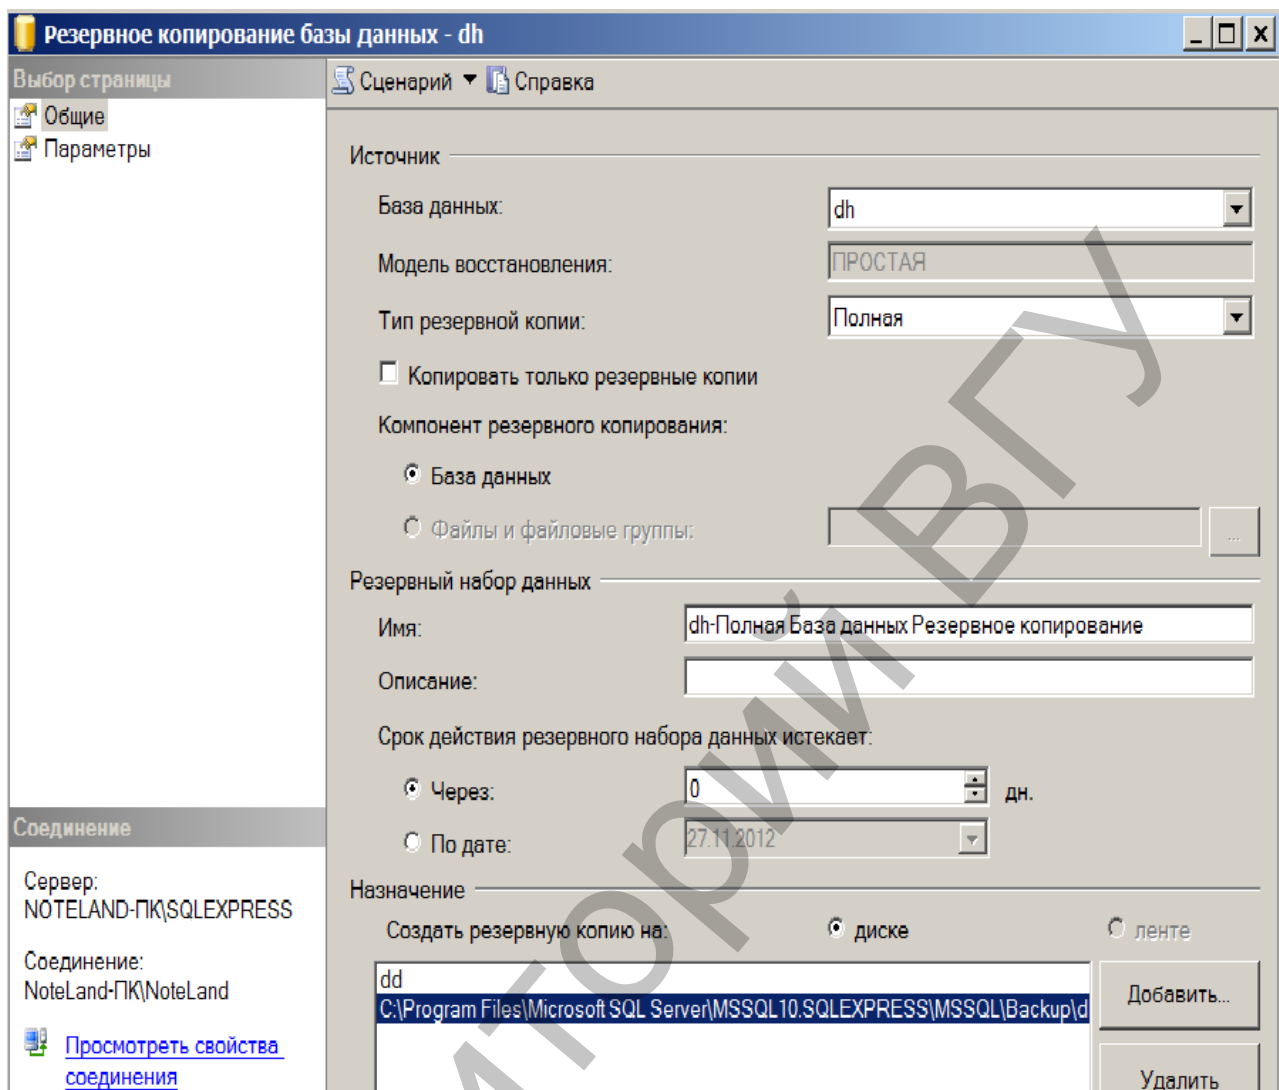 Резервное копирование базы данных - dh
Выбор страницы
Общие
Параметры
Сценарий
Справка
Источник
База данных:
dh
Модель восстановления:
ПРОСТАЯ
Тип резервной копии:
Полная
Копировать только резервные копии
Компонент резервного копирования:
База данных
Файлы и файловые группы:
...
Резервный набор данных
Имя:
dh-Полная База данных Резервное копирование
Описание:
Срок действия резервного набора данных истекает:
Через:
0
дн.
По дате:
27.11.2012
Назначение
Создать резервную копию на:
диске
ленте
dd
C:\Program Files\Microsoft SQL Server\MSSQL10.SQLEXPRESS\MSSQL\Backup\d
Добавить...
Удалить
Соединение
Сервер:
NOTELAND-ПК\SQLEXPRESS
Соединение:
NoteLand-ПК\NoteLand
Просмотреть свойства
соединения
иторий ВГУ